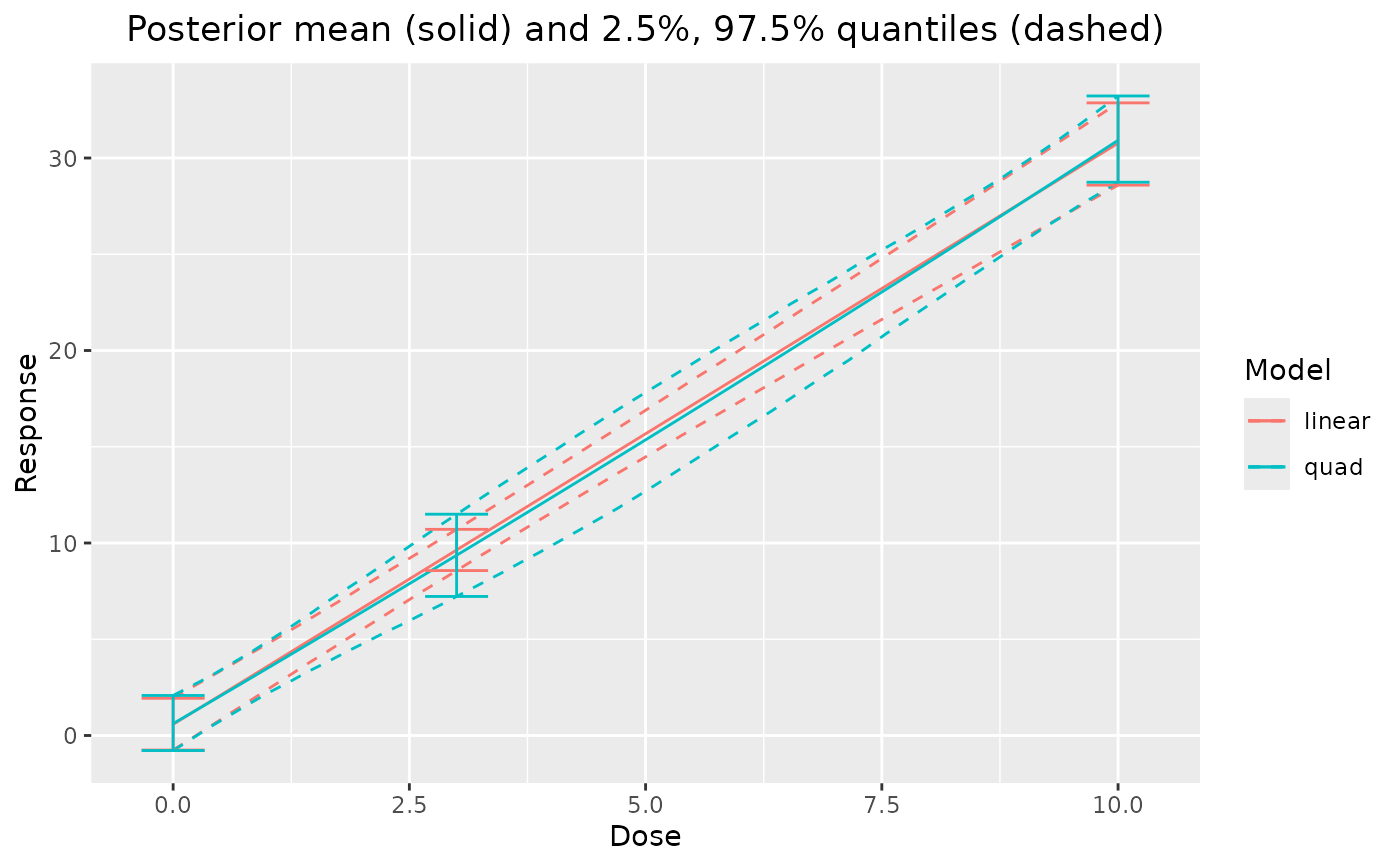 Posterior mean (solid) and 2.5%, 97.5% quantiles (dashed)
Response
30
20
10
0
0.0 2.5 5.0 7.5 10.0
Dose
Model
linear
quad